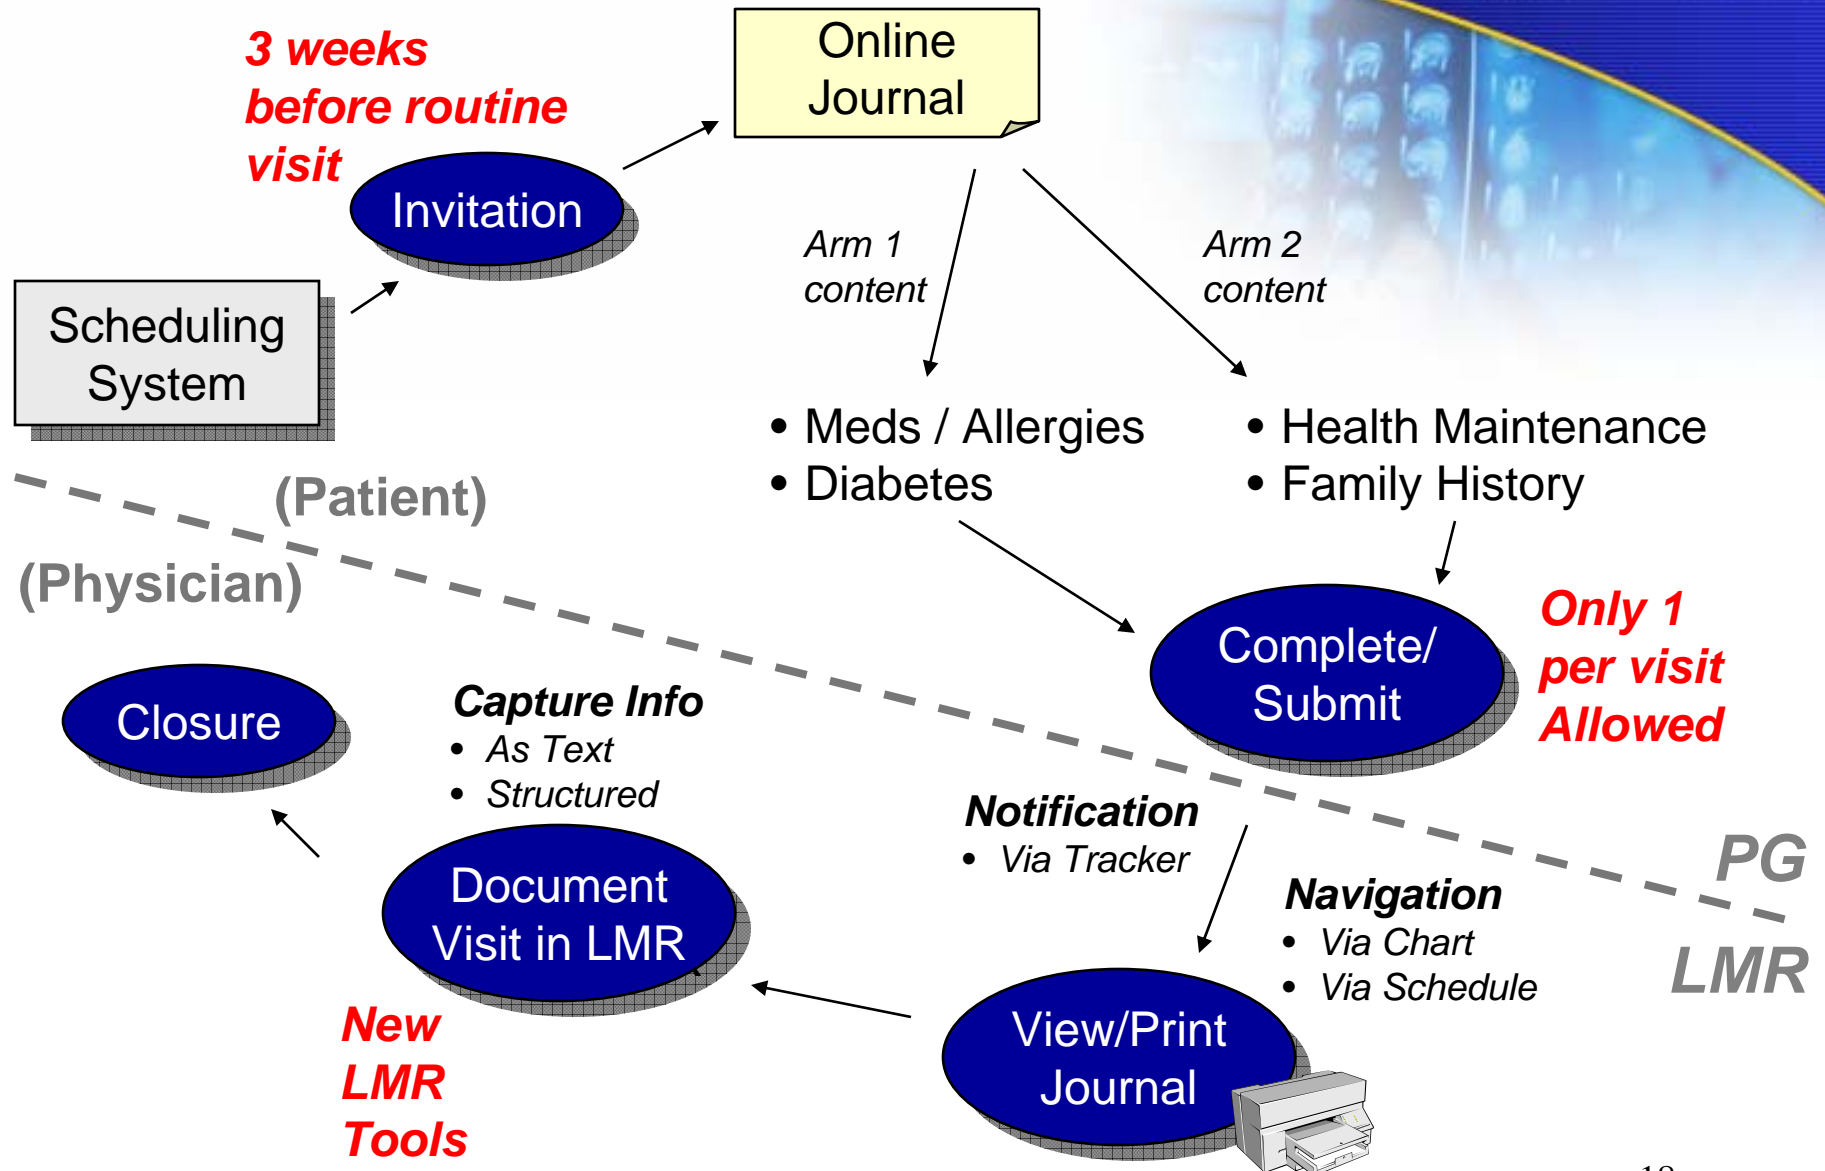 3 weeks
before routine
visit
Online
Journal
Invitation
Scheduling
System
Arm 1
content
Arm 2
content
• Meds / Allergies
• Diabetes
• Health Maintenance
• Family History
(Patient)
(Physician)
Complete/
Submit
Only 1
per visit
Allowed
Closure
Capture Info
• As Text
• Structured
Notification
• Via Tracker
PG
LMR
Navigation
• Via Chart
• Via Schedule
Document
Visit in LMR
View/Print
Journal
New
LMR
Tools